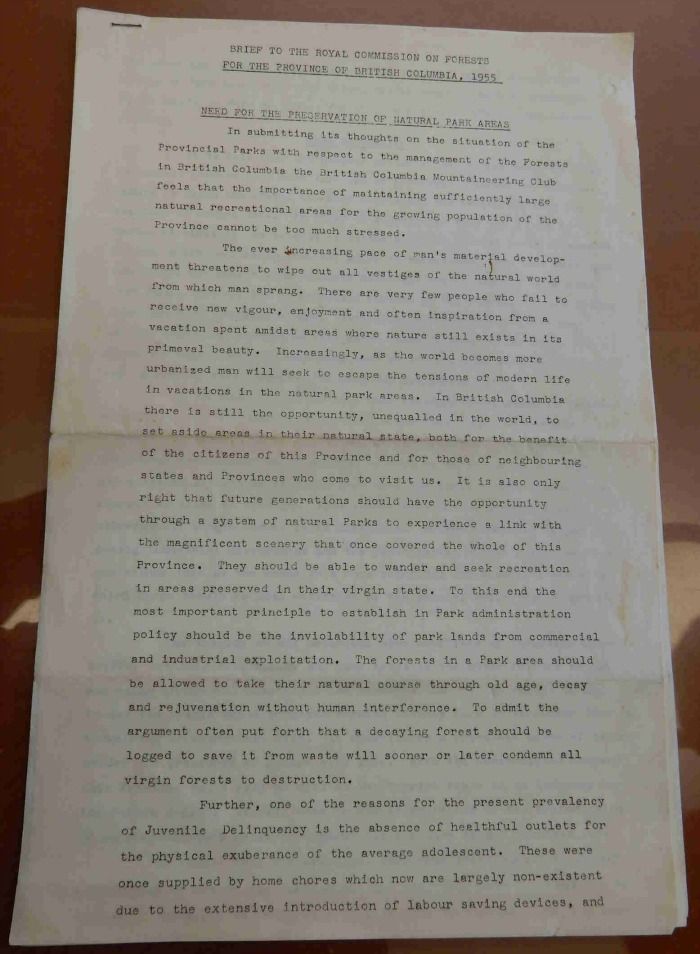 BRIEF TO THE ROYAL COMMISSION ON FORESTS
FOR THE PROVINCE OF BRITISH COLUMBIA, 1955
NEED FOR THE PRESERVATION OF NATURAL PARK AREAS
In submitting its thoughts on the situation of the
Provincial Parks with respect to the management of the Forests
in British Columbia the British Columbia Mountaineering Club
feels that the importance of maintaining sufficiently large
natural recreational areas for the growing population of the
Province cannot be too much stressed.
The ever increasing pace of man's material develop-
ment threatens to wipe out all vestiges of the natural world
from which man sprang. There are very few people who fail to
receive new vigour, enjoyment and often inspiration from a
vacation spent amidst areas where nature still exists in its
primeval beauty. Increasingly, as the world becomes more
urbanized man will seek to escape the tensions of modern life
in vacations in the natural park areas. In British Columbia
there is still the opportunity, unequalled in the world, to
set aside areas in their natural state, both for the benefit
of the citizens of this Province and for those of neighbouring
states and Provinces who come to visit us. It is also only
right that future generations should have the opportunity
through a system of natural Parks to experience a link with
the magnificent scenery that once covered the whole of this
Province. They should be able to wander and seek recreation
in areas preserved in their virgin state. To this end the
most important principle to establish in Park administration
policy should be the inviolability of park lands from commercial
and industrial exploitation. The forests in a Park area should
be allowed to take their natural course through old age, decay
and rejuvenation without human interference. To admit the
argument often put forth that a decaying forest should be
logged to save it from waste will sooner or later condemn all
virgin forests to destruction.
Further, one of the reasons for the present prevalency
of Juvenile Delinquency is the absence of healthful outlets for
the physical exuberance of the average adolescent. These were
once supplied by home chores which now are largely non-existent
due to the extensive introduction of labour saving devices, and